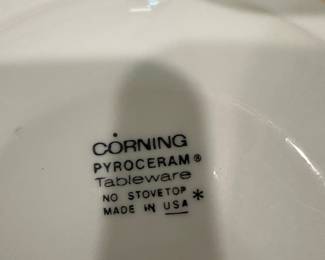 CORNING
PYROCERAM®
Tableware
NO STOVETOP *
MADE IN USA